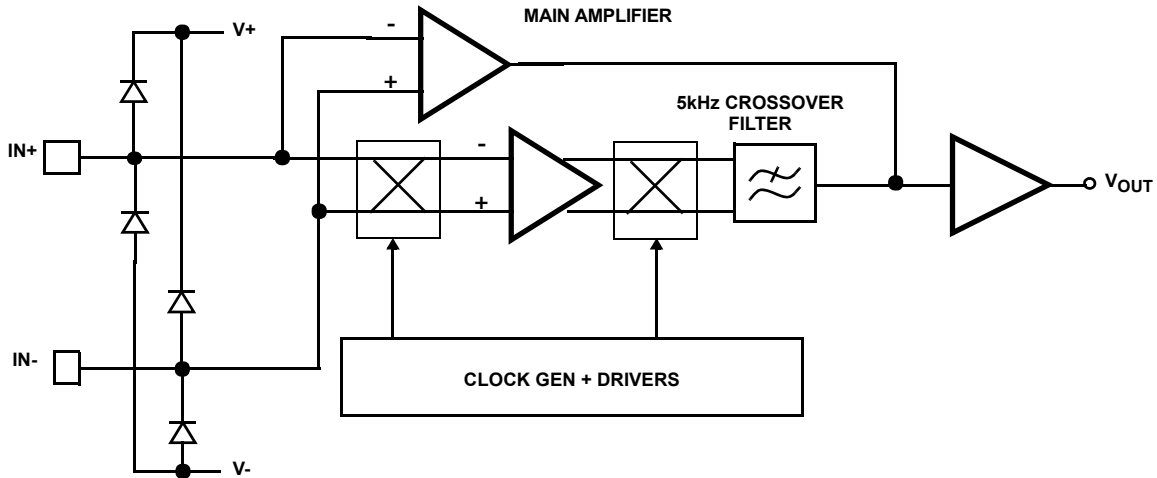 MAIN AMPLIFIER
V+
-
+
5kHz CROSSOVER
FILTER
IN+
-
+
VOUT
IN-
CLOCK GEN + DRIVERS
V-